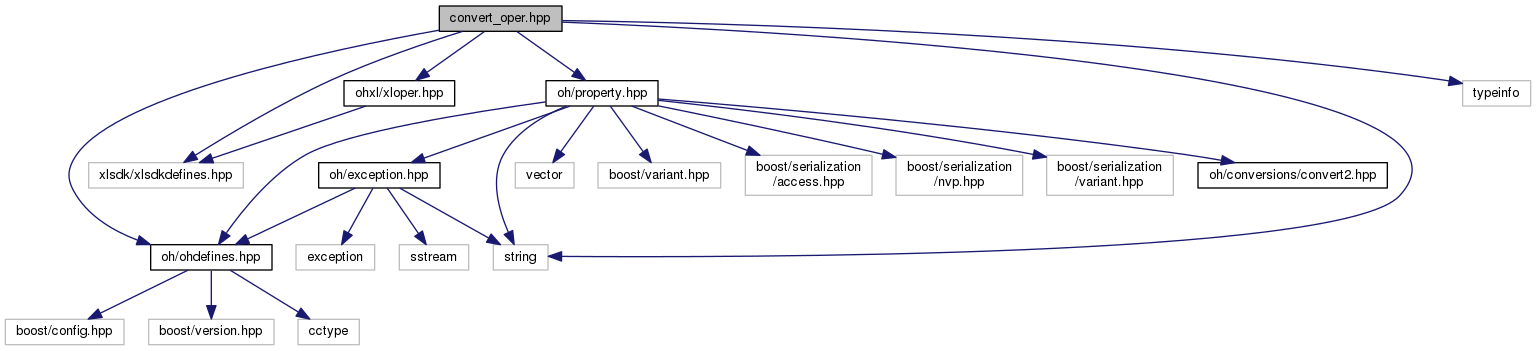 convert_oper.hpp
ohxl/xloper.hpp
oh/property.hpp
typeinfo
xlsdk/xlsdkdefines.hpp
oh/exception.hpp
vector
boost/variant.hpp
boost/serialization
/access.hpp
boost/serialization
/nvp.hpp
boost/serialization
/variant.hpp
oh/conversions/convert2.hpp
oh/ohdefines.hpp
exception
sstream
string
boost/config.hpp
boost/version.hpp
cctype